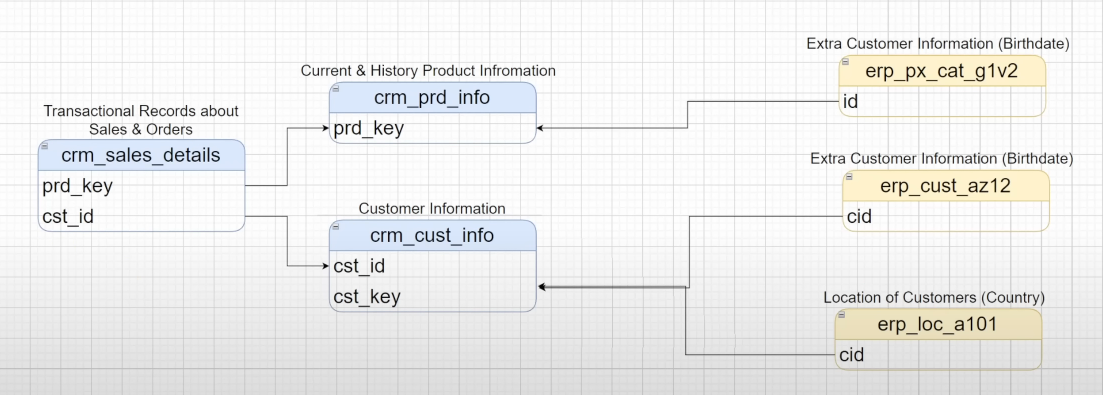 Transactional Records about
Sales & Orders
crm_sales_details
prd_key
cst_id
Current & History Product Infromation
crm_prd_info
prd_key
Customer Information
crm_cust_info
cst_id
cst_key
Extra Customer Information (Birthdate)
erp_px_cat_g1v2
id
Extra Customer Information (Birthdate)
erp_cust_az12
cid
Location of Customers (Country)
erp_loc_a101
cid